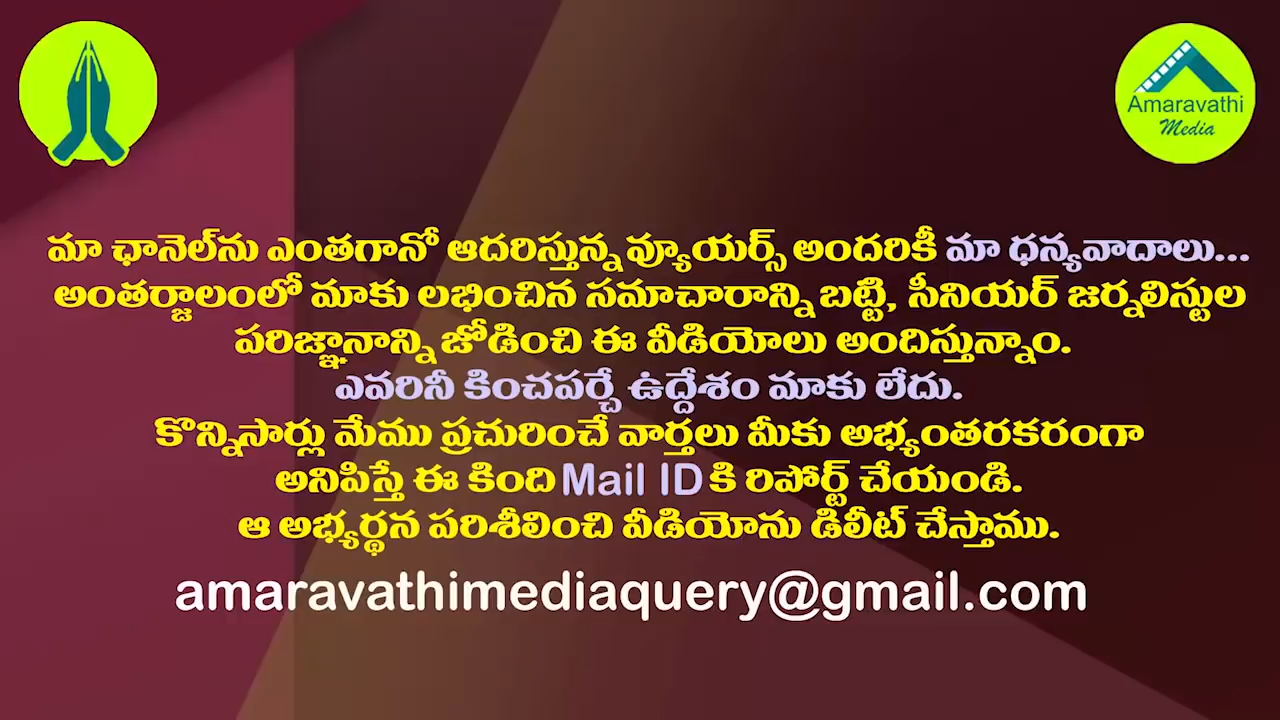 Amaravathi
Media
మా ఛానెల్‌ను ఎంతగానో ఆదరిస్తున్న వ్యూయర్స్ అందరికీ మా ధన్యవాదాలు...
అంతర్జాలంలో మాకు లభించిన సమాచారాన్ని బట్టి, సీనియర్ జర్నలిస్టుల
పరిజ్ఞానాన్ని జోడించి ఈ వీడియోలు అందిస్తున్నాం.
ఎవరినీ కించపర్చే ఉద్దేశం మాకు లేదు.
కొన్నిసార్లు మేము ప్రచురించే వార్తలు మీకు అభ్యంతరకరంగా
అనిపిస్తే ఈ కింది Mail ID కి రిపోర్ట్ చేయండి.
ఆ అభ్యర్థన పరిశీలించి వీడియోను డిలీట్ చేస్తాము.
amaravathimediaquery@gmail.com